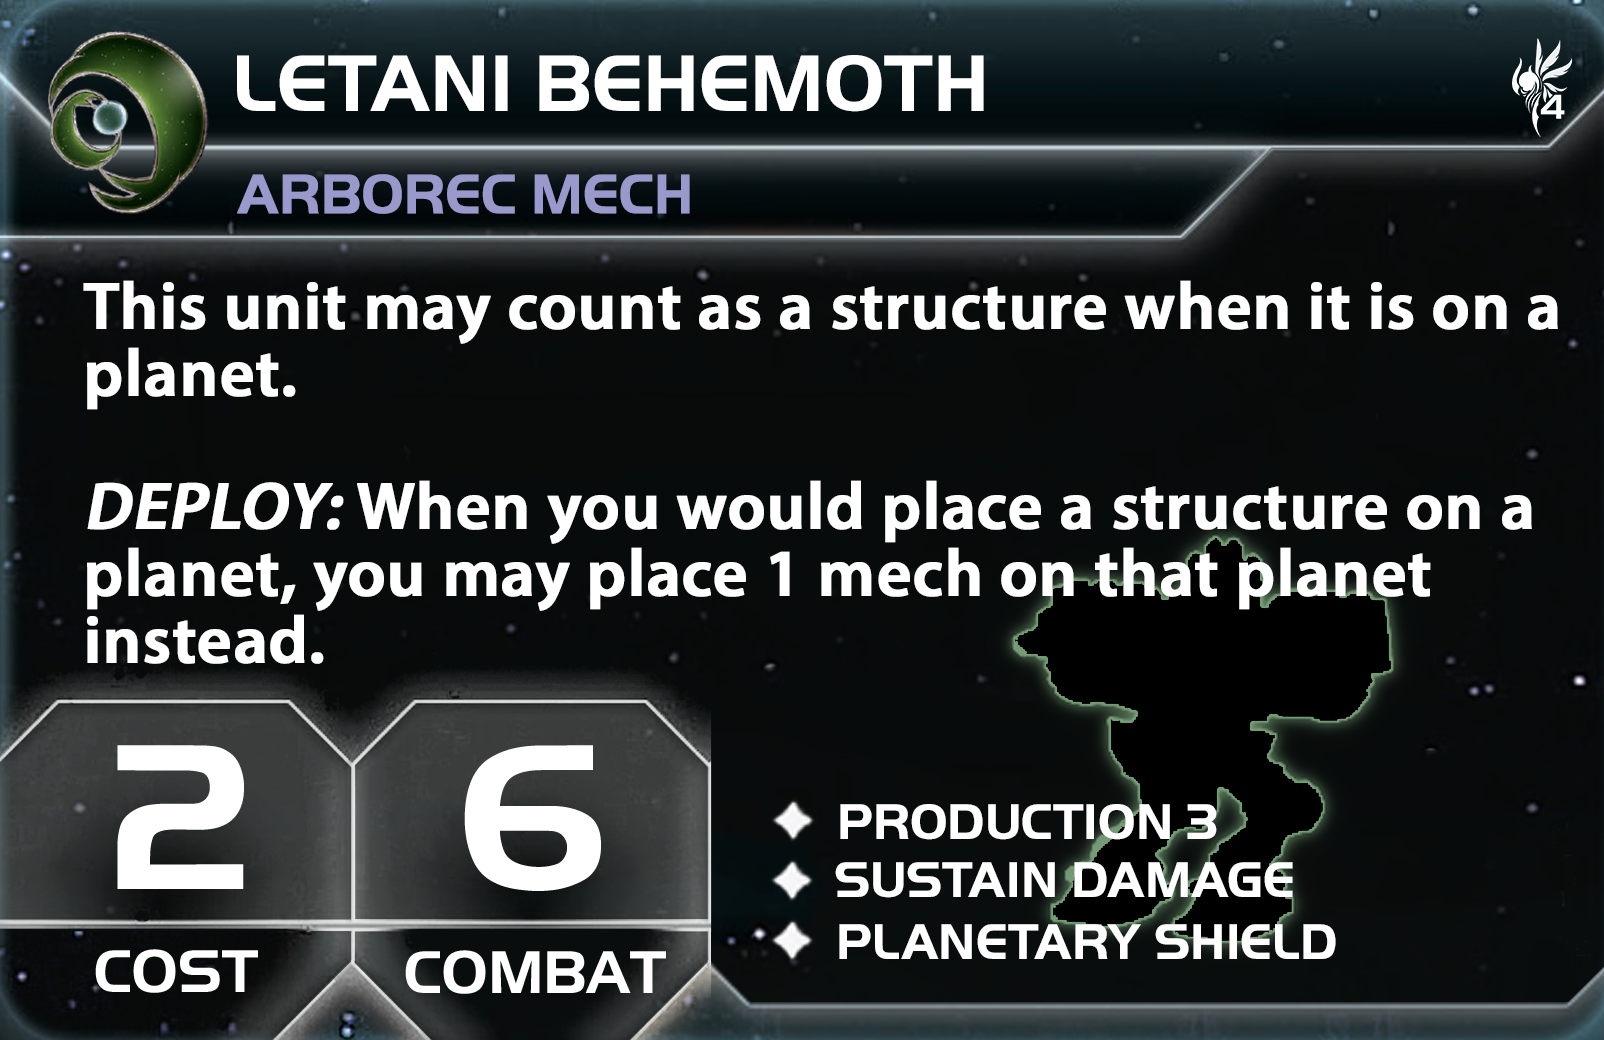 LETANI BEHEMOTH
4
ARBOREC MECH
This unit may count as a structure when it is on a
planet.
DEPLOY: When you would place a structure on a
planet, you may place 1 mech on that planet
instead.
2
COST
6
COMBAT
PRODUCTION 3
SUSTAIN DAMAGE
PLANETARY SHIELD